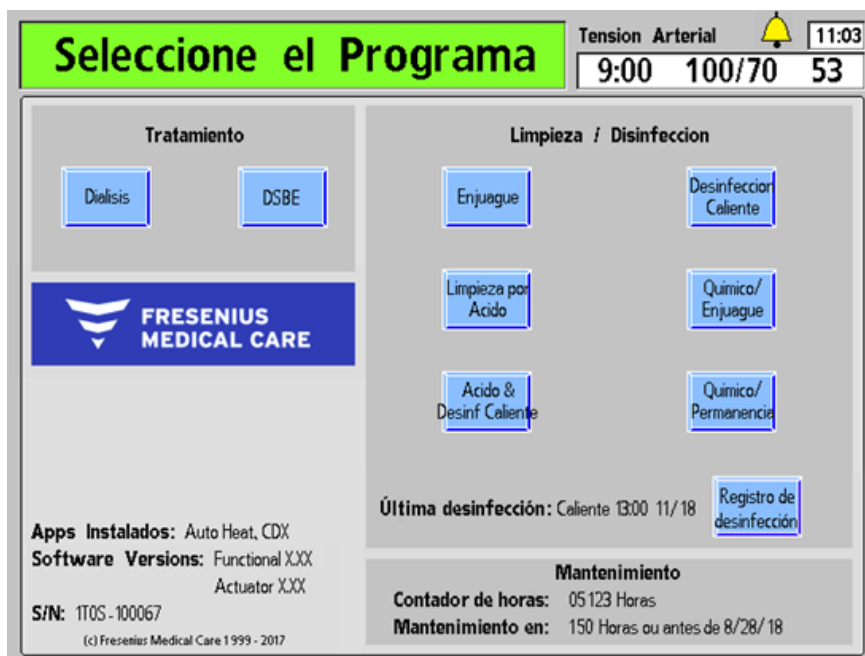 Seleccione el Programa
Tension Arterial
11:03
9:00 100/70 53
Tratamiento
Dialisis
DSBE
FRESENIUS
MEDICAL CARE
Apps Instalados: Auto Heat, CDX
Software Versions: Functional X.XX
Actuator X.XX
S/N: 1T0S-100067
(c) Fresenius Medical Care 1999 - 2017
Limpieza / Disinfeccion
Enjuague
Desinfeccion
Caliente
Limpieza por
Acido
Quimico/
Enjuague
Acido &
Desinf Caliente
Quimico/
Permanencia
Última desinfección: Caliente 13:00 11/18
Registro de
desinfección
Mantenimiento
Contador de horas: 05123 Horas
Mantenimiento en: 150 Horas ou antes de 8/28/18